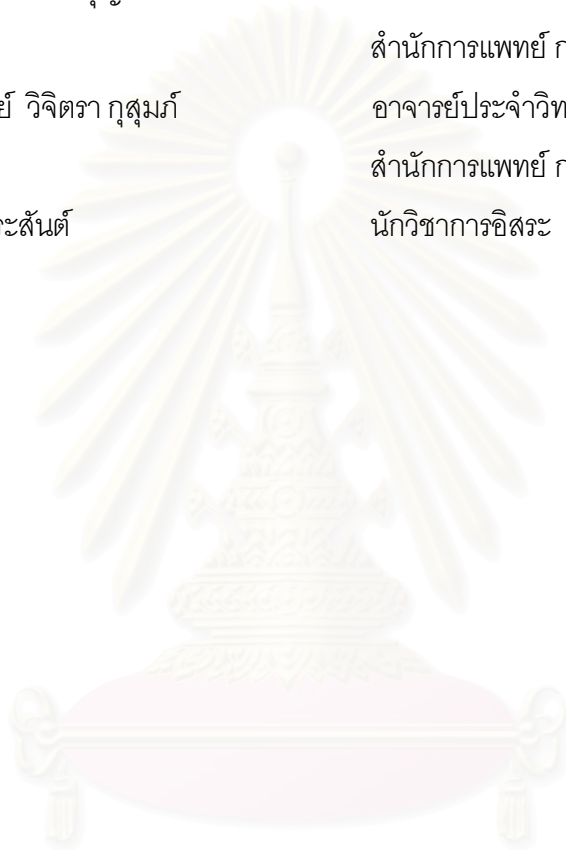 สำนักการแพทย์ ก
ย์ วิจิตรา กุสุมภ์ อาจารย์ประจำวิท
สำนักการแพทย์ ก
ะสันต์ นักวิชาการอิสระ